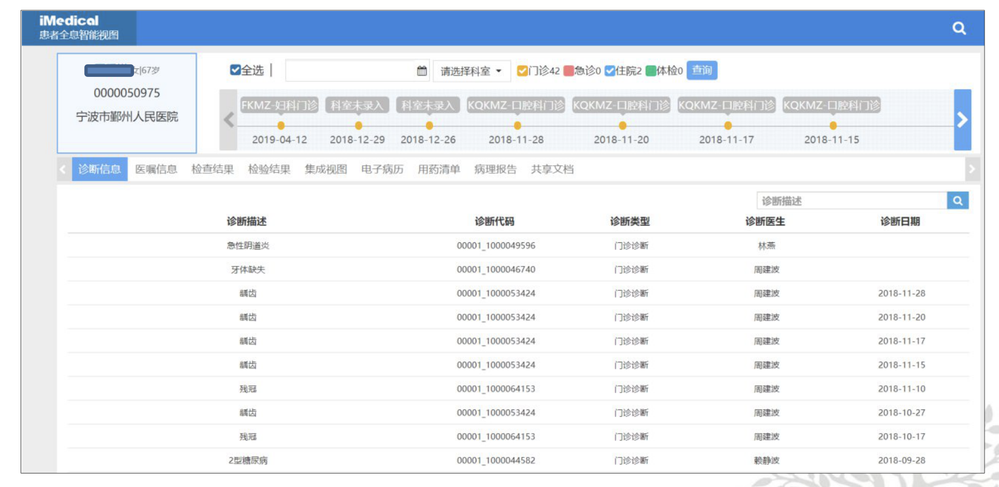 iMedical
患者全息智能视图
女|67岁
0000050975
宁波市鄞州人民医院
全选 | 请选择科室 门诊42 急诊0 住院2 体检0 查询
FKMZ-妇科门诊 科室未录入 科室未录入 KQKMZ-口腔科门诊 KQKMZ-口腔科门诊 KQKMZ-口腔科门诊 KQKMZ-口腔科门诊
2019-04-12 2018-12-29 2018-12-26 2018-11-28 2018-11-20 2018-11-17 2018-11-15
诊断信息 医嘱信息 检查结果 检验结果 集成视图 电子病历 用药清单 病理报告 共享文档
诊断描述
诊断描述 诊断代码 诊断类型 诊断医生 诊断日期
急性阴道炎 00001_1000049596 门诊诊断 林燕
牙体缺失 00001_1000046740 门诊诊断 周建波
龋齿 00001_1000053424 门诊诊断 周建波 2018-11-28
龋齿 00001_1000053424 门诊诊断 周建波 2018-11-20
龋齿 00001_1000053424 门诊诊断 周建波 2018-11-17
龋齿 00001_1000053424 门诊诊断 周建波 2018-11-15
残冠 00001_1000064153 门诊诊断 周建波 2018-11-10
龋齿 00001_1000053424 门诊诊断 周建波 2018-10-27
残冠 00001_1000064153 门诊诊断 周建波 2018-10-17
2型糖尿病 00001_1000044582 门诊诊断 赖静波 2018-09-28